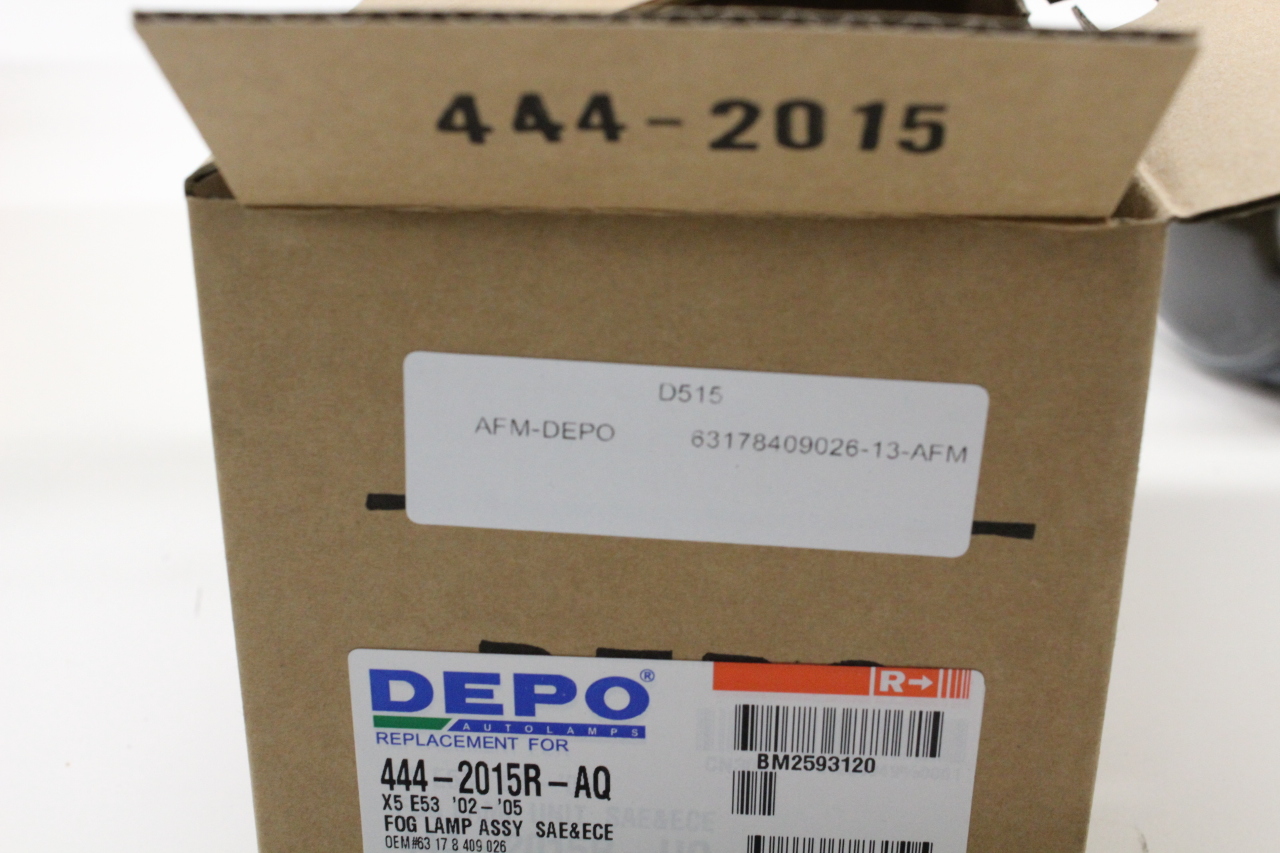 444-2015
D515
AFM-DEPO 63178409026-13-AFM
DEPO®
AUTOLAMPS
REPLACEMENT FOR
R→
BM2593120
444-2015R-AQ
X5 E53 '02-'05
FOG LAMP ASSY SAE&ECE
OEM#63 17 8 409 026